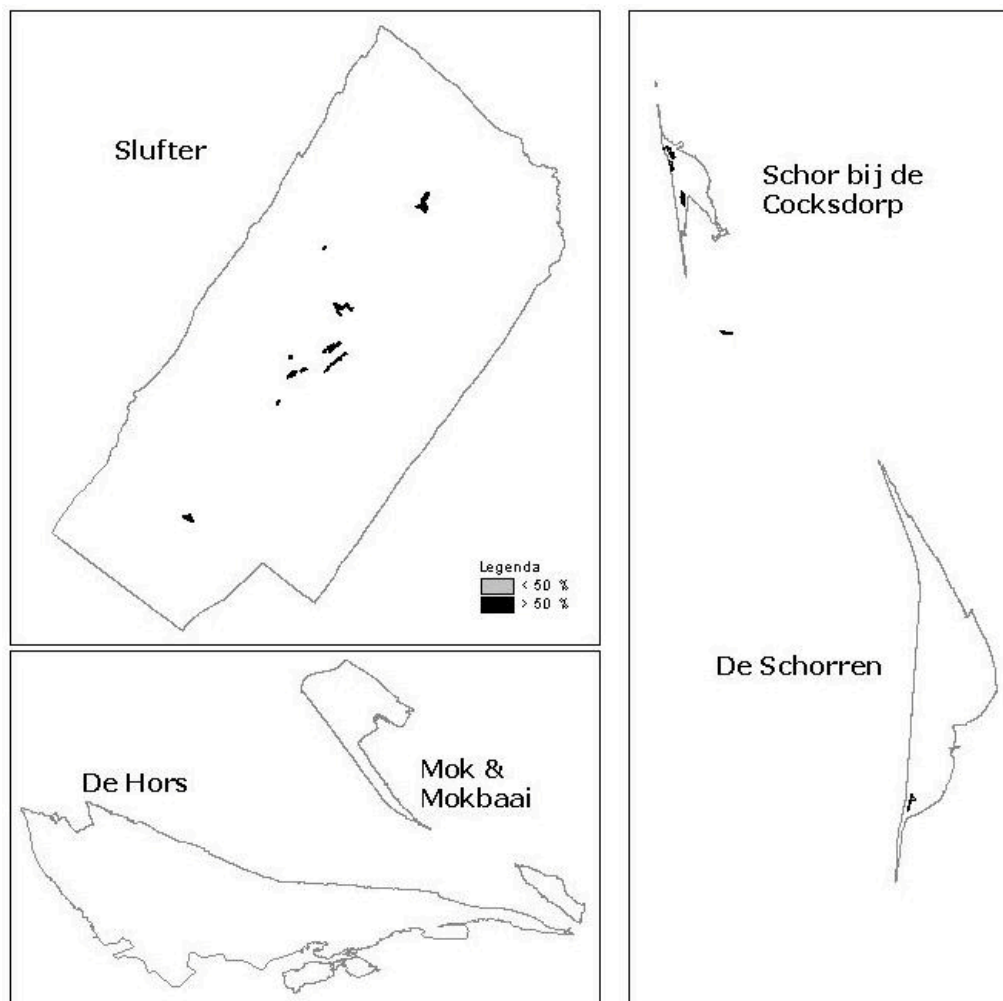 Slufter
Legenda
< 50 %
> 50 %
De Hors
Mok &
Mokbaai
Schor bij de
Cocksdorp
De Schorren